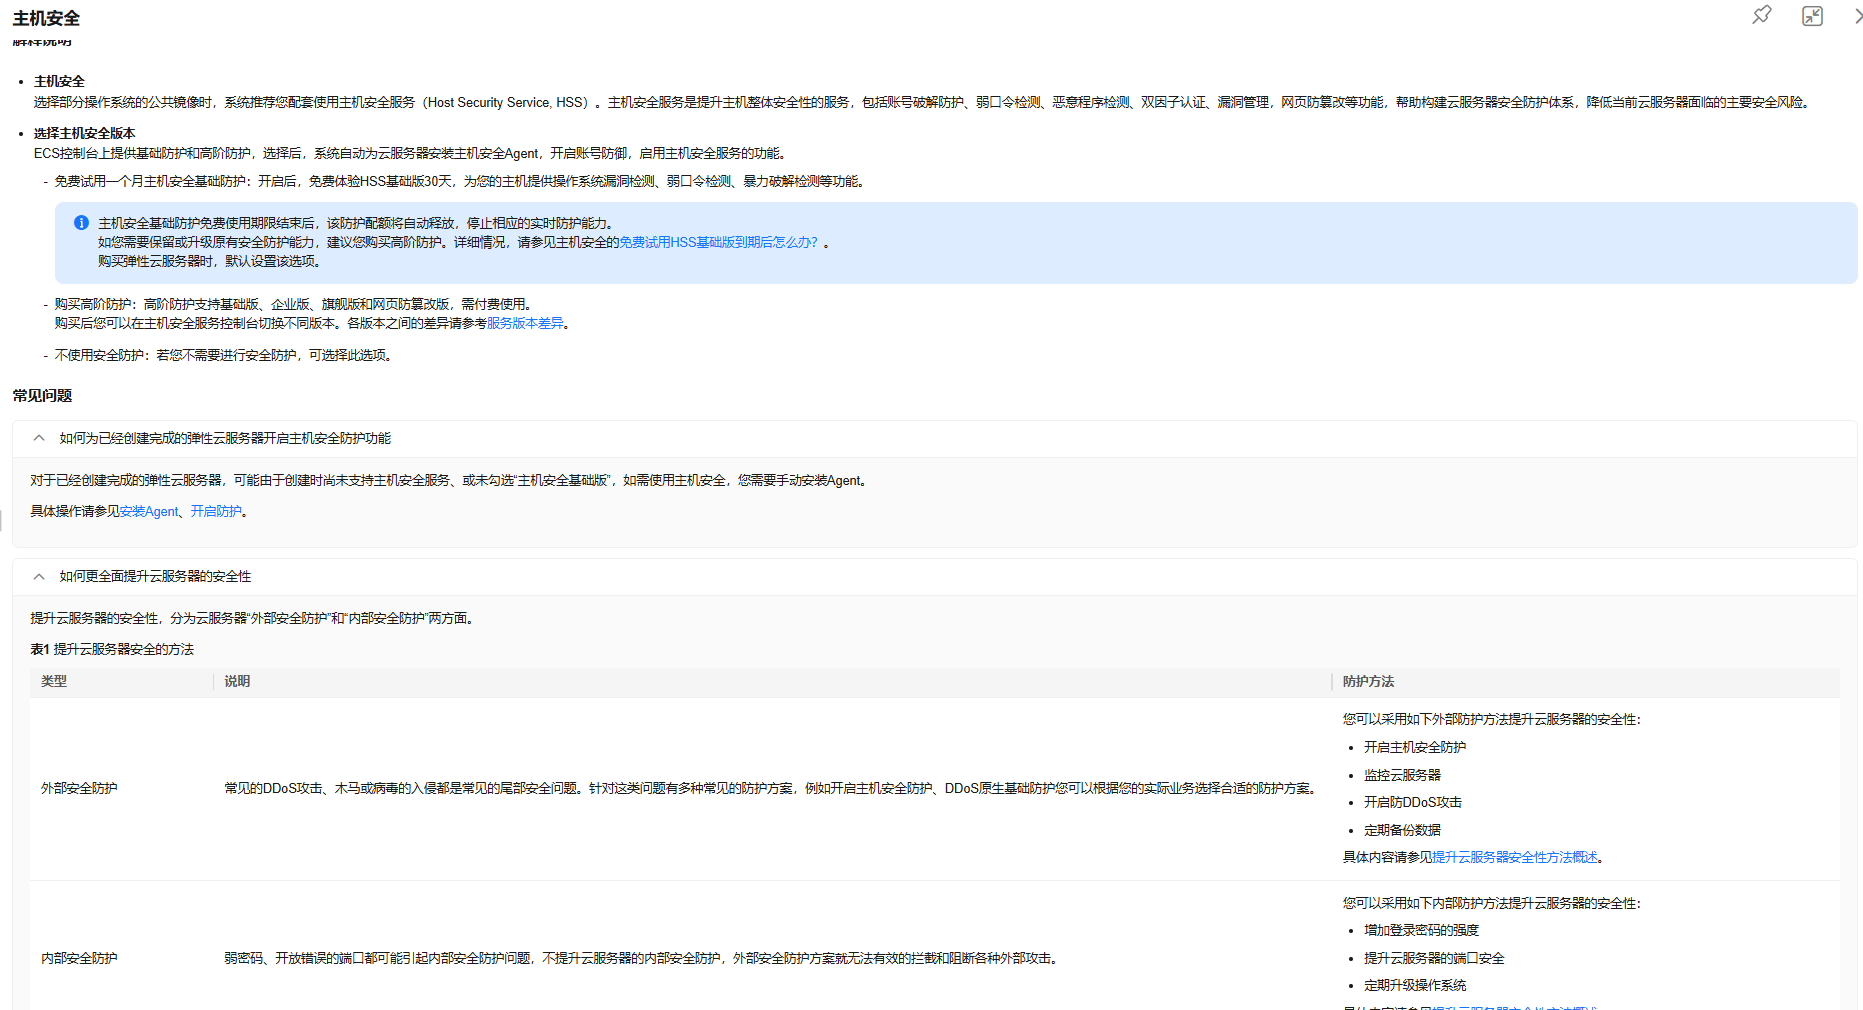 主机安全
解释说明
主机安全
选择部分操作系统的公共镜像时，系统推荐您配套使用主机安全服务（Host Security Service, HSS）。主机安全服务是提升主机整体安全性的服务，包括账号破解防护、弱口令检测、恶意程序检测、双因子认证、漏洞管理，网页防篡改等功能，帮助构建云服务器安全防护体系，降低当前云服务器面临的主要安全风险。
选择主机安全版本
ECS控制台上提供基础防护和高阶防护，选择后，系统自动为云服务器安装主机安全Agent，开启账号防御，启用主机安全服务的功能。
- 免费试用一个月主机安全基础防护：开启后，免费体验HSS基础版30天，为您的主机提供操作系统漏洞检测、弱口令检测、暴力破解检测等功能。
主机安全基础防护免费使用期限结束后，该防护配额将自动释放，停止相应的实时防护能力。
如您需要保留或升级原有安全防护能力，建议您购买高阶防护。详细情况，请参见主机安全的免费试用HSS基础版到期后怎么办？。
购买弹性云服务器时，默认设置该选项。
- 购买高阶防护：高阶防护支持基础版、企业版、旗舰版和网页防篡改版，需付费使用。
购买后您可以在主机安全服务控制台切换不同版本。各版本之间的差异请参考服务版本差异。
- 不使用安全防护：若您不需要进行安全防护，可选择此选项。
常见问题
如何为已经创建完成的弹性云服务器开启主机安全防护功能
对于已经创建完成的弹性云服务器，可能由于创建时尚未支持主机安全服务、或未勾选“主机安全基础版”，如需使用主机安全，您需要手动安装Agent。
具体操作请参见安装Agent、开启防护。
如何更全面提升云服务器的安全性
提升云服务器的安全性，分为云服务器“外部安全防护”和“内部安全防护”两方面。
表1 提升云服务器安全的方法
类型 说明 防护方法
外部安全防护
常见的DDoS攻击、木马或病毒的入侵都是常见的尾部安全问题。针对这类问题有多种常见的防护方案，例如开启主机安全防护、DDoS原生基础防护您可以根据您的实际业务选择合适的防护方案。
您可以采用如下外部防护方法提升云服务器的安全性：
开启主机安全防护
监控云服务器
开启防DDoS攻击
定期备份数据
具体内容请参见提升云服务器安全性方法概述。
内部安全防护
弱密码、开放错误的端口都可能引起内部安全防护问题，不提升云服务器的内部安全防护，外部安全防护方案就无法有效的拦截和阻断各种外部攻击。
您可以采用如下内部防护方法提升云服务器的安全性：
增加登录密码的强度
提升云服务器的端口安全
定期升级操作系统
具体内容请参见提升云服务器安全性方法概述